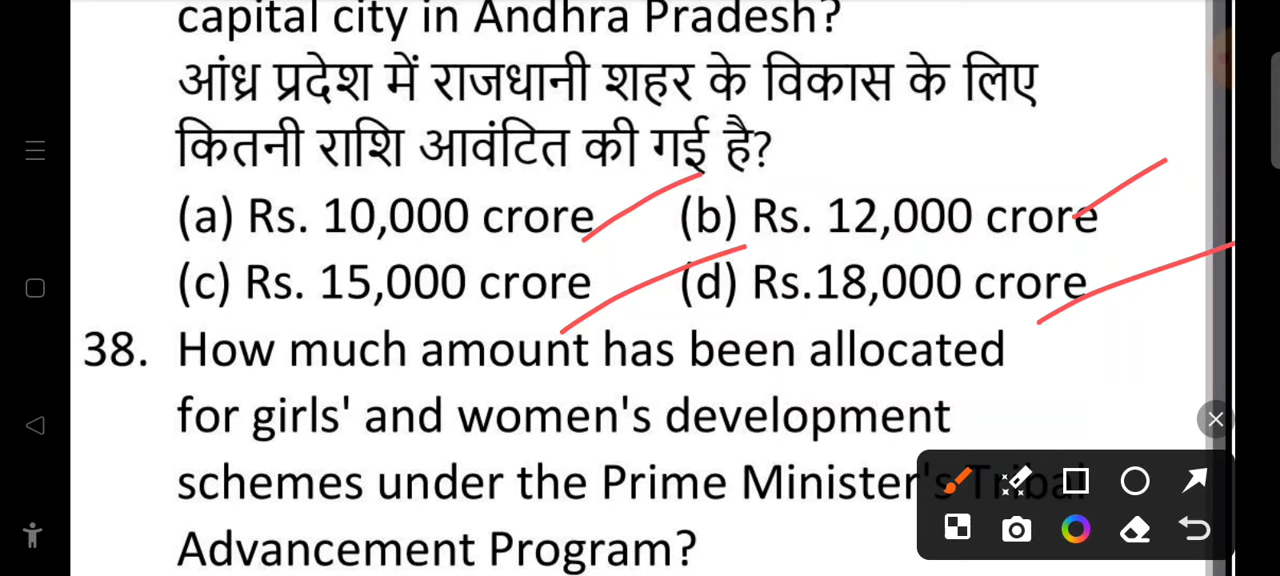 capital city in Andhra Pradesh?
आंध्र प्रदेश में राजधानी शहर के विकास के लिए
कितनी राशि आवंटित की गई है?
(a) Rs. 10,000 crore (b) Rs. 12,000 crore
(c) Rs. 15,000 crore (d) Rs.18,000 crore
38. How much amount has been allocated
for girls' and women's development
schemes under the Prime Minister's Tribal
Advancement Program?